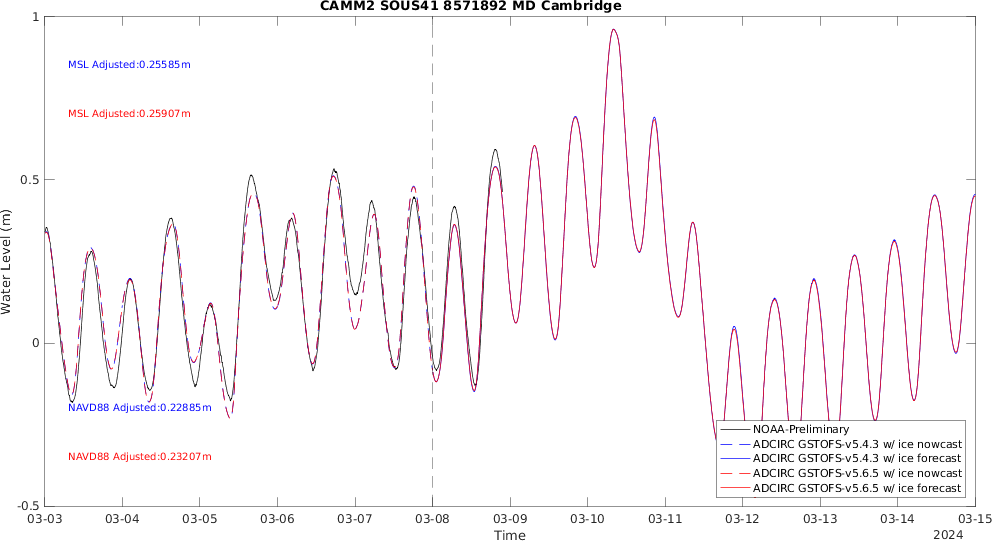 CAMM2 SOUS41 8571892 MD Cambridge
1
MSL Adjusted:0.25585m
MSL Adjusted:0.25907m
0.5
Water Level (m)
0
NAVD88 Adjusted:0.22885m
NAVD88 Adjusted:0.23207m
NOAA-Preliminary
ADCIRC GSTOFS-v5.4.3 w/ ice nowcast
ADCIRC GSTOFS-v5.4.3 w/ ice forecast
ADCIRC GSTOFS-v5.6.5 w/ ice nowcast
ADCIRC GSTOFS-v5.6.5 w/ ice forecast
-0.5
03-03 03-04 03-05 03-06 03-07 03-08 03-09 03-10 03-11 03-12 03-13 03-14 03-15
Time
2024